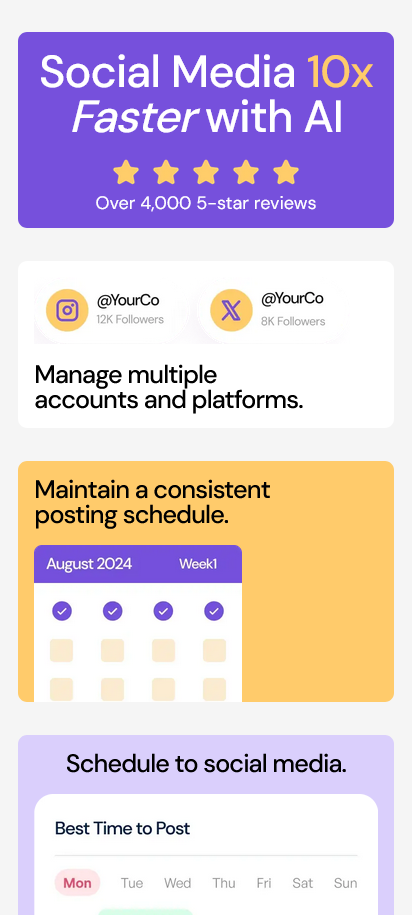 Social Media 10x
Faster with AI
Over 4,000 5-star reviews
@YourCo
12K Followers
@YourCo
8K Followers
Manage multiple
accounts and platforms.
Maintain a consistent
posting schedule.
August 2024 Week1
Schedule to social media.
Best Time to Post
Mon Tue Wed Thu Fri Sat Sun